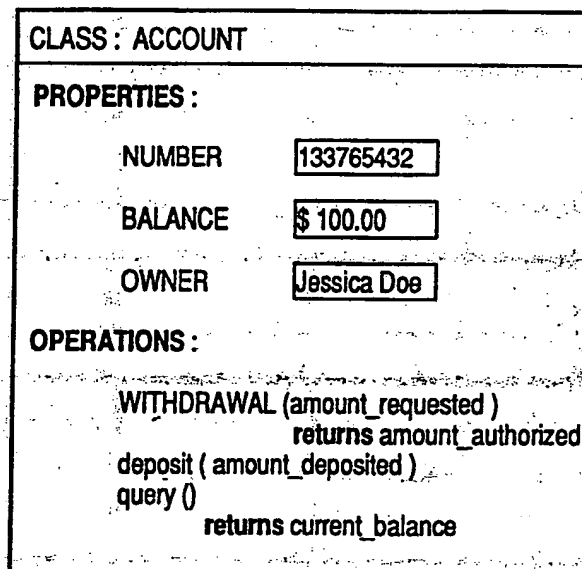 CLASS : ACCOUNT
PROPERTIES :
NUMBER 133765432
BALANCE $ 100.00
OWNER Jessica Doe
OPERATIONS :
WITHDRAWAL (amount_requested )
returns amount_authorized
deposit ( amount_deposited )
query ()
returns current_balance